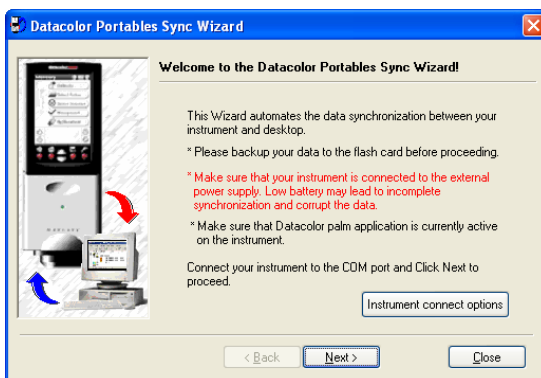 Datacolor Portables Sync Wizard
Welcome to the Datacolor Portables Sync Wizard!
This Wizard automates the data synchronization between your
instrument and desktop.
* Please backup your data to the flash card before proceeding.
* Make sure that your instrument is connected to the external
power supply. Low battery may lead to incomplete
synchronization and corrupt the data.
* Make sure that Datacolor palm application is currently active
on the instrument.
Connect your instrument to the COM port and Click Next to
proceed.
Instrument connect options
< Back
Next >
Close